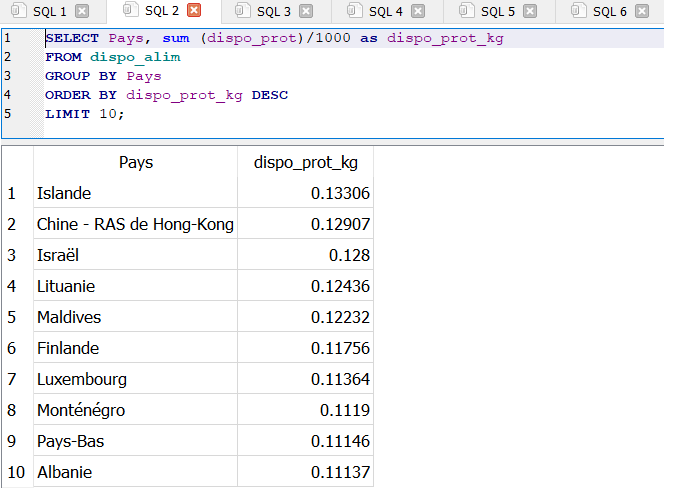 SQL 1 SQL 2 SQL 3 SQL 4 SQL 5 SQL 6
1 SELECT Pays, sum (dispo_prot)/1000 as dispo_prot_kg
2 FROM dispo_alim
3 GROUP BY Pays
4 ORDER BY dispo_prot_kg DESC
5 LIMIT 10;
Pays dispo_prot_kg
1 Islande 0.13306
2 Chine - RAS de Hong-Kong 0.12907
3 Israël 0.128
4 Lituanie 0.12436
5 Maldives 0.12232
6 Finlande 0.11756
7 Luxembourg 0.11364
8 Monténégro 0.1119
9 Pays-Bas 0.11146
10 Albanie 0.11137